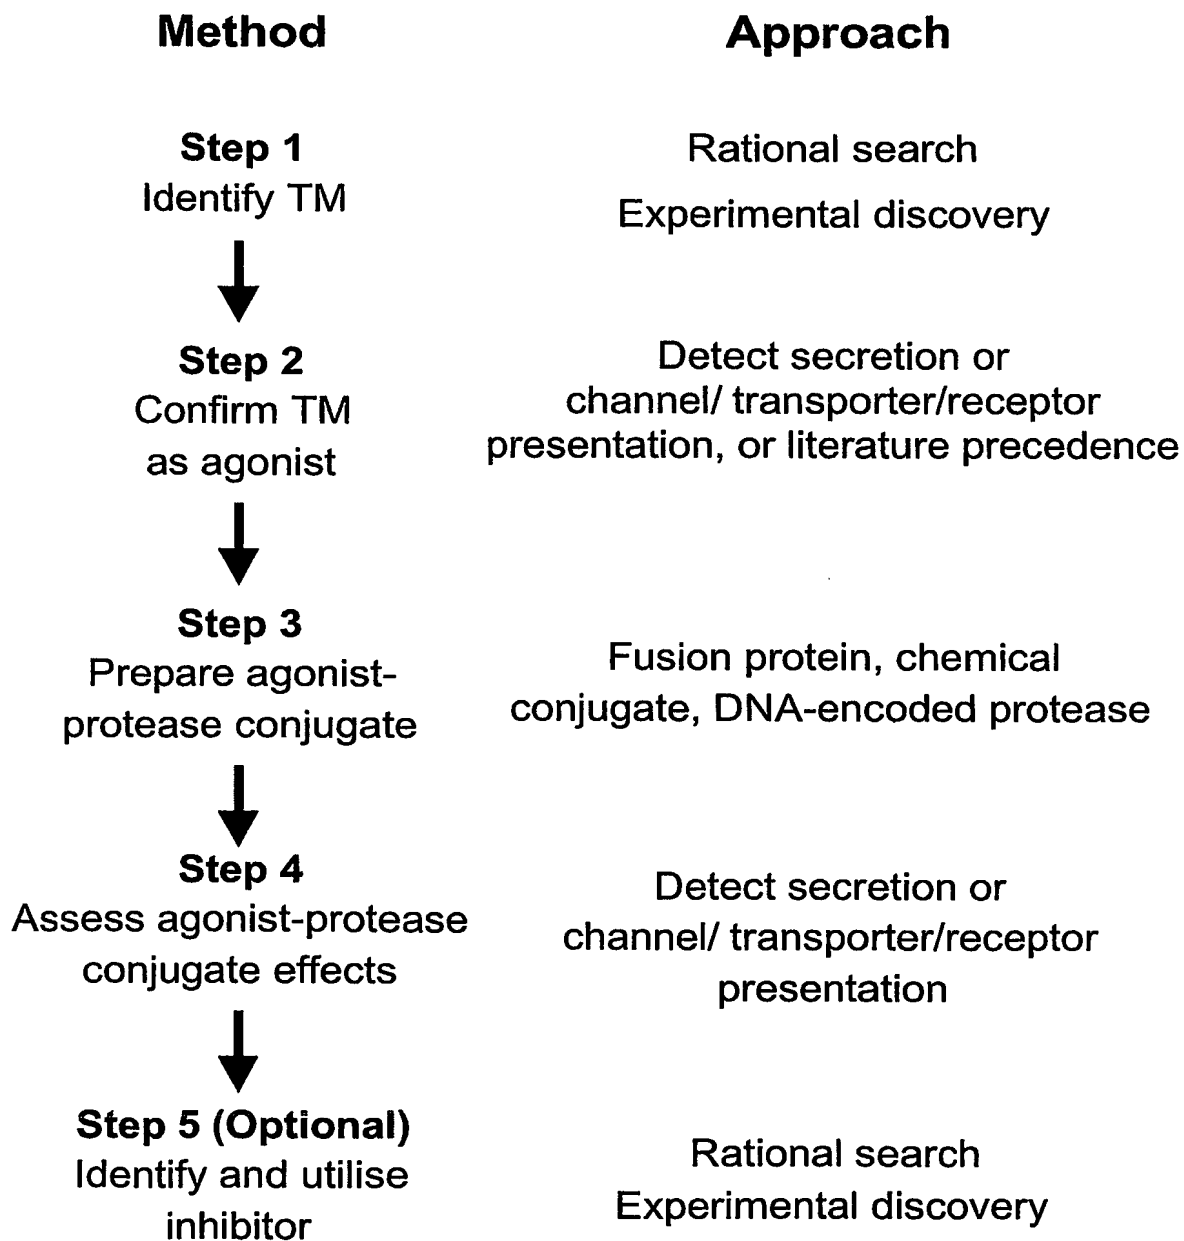 Method
Approach
Step 1
Identify TM
Rational search
Experimental discovery
Step 2
Confirm TM
as agonist
Detect secretion or
channel/ transporter/receptor
presentation, or literature precedence
Step 3
Prepare agonist-
protease conjugate
Fusion protein, chemical
conjugate, DNA-encoded protease
Step 4
Assess agonist-protease
conjugate effects
Detect secretion or
channel/ transporter/receptor
presentation
Step 5 (Optional)
Identify and utilise
inhibitor
Rational search
Experimental discovery